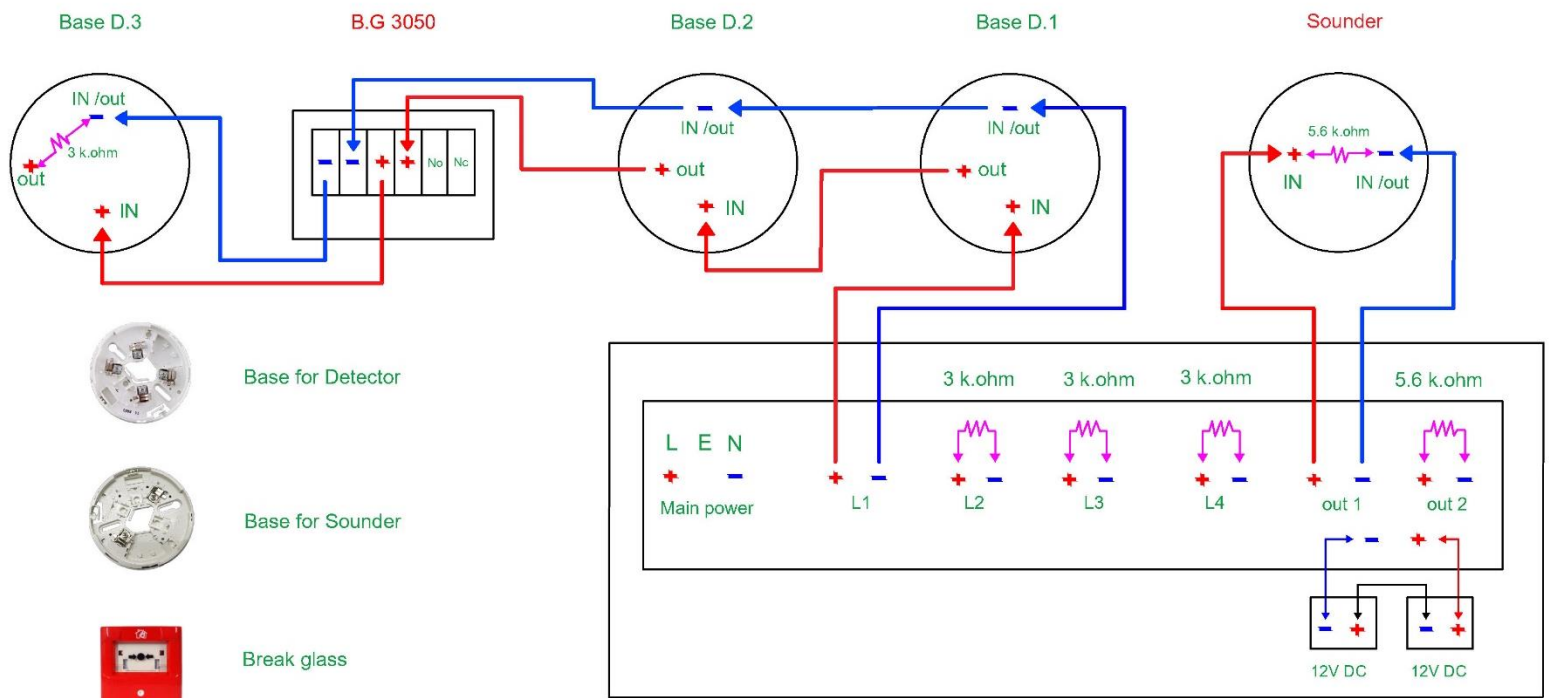 Base D.3
B.G 3050
Base D.2
Base D.1
Sounder
IN /out
3 k.ohm
out
+ IN
- - + + No Nc
IN /out
+ out
+ IN
IN /out
+ out
+ IN
5.6 k.ohm
+ -
IN
IN /out
Base for Detector
Base for Sounder
Break glass
3 k.ohm
3 k.ohm
3 k.ohm
5.6 k.ohm
L E N
+ -
Main power
+ -
L1
+ -
L2
+ -
L3
+ -
L4
+ -
out 1
+ -
out 2
- +
- +
12V DC
- +
12V DC